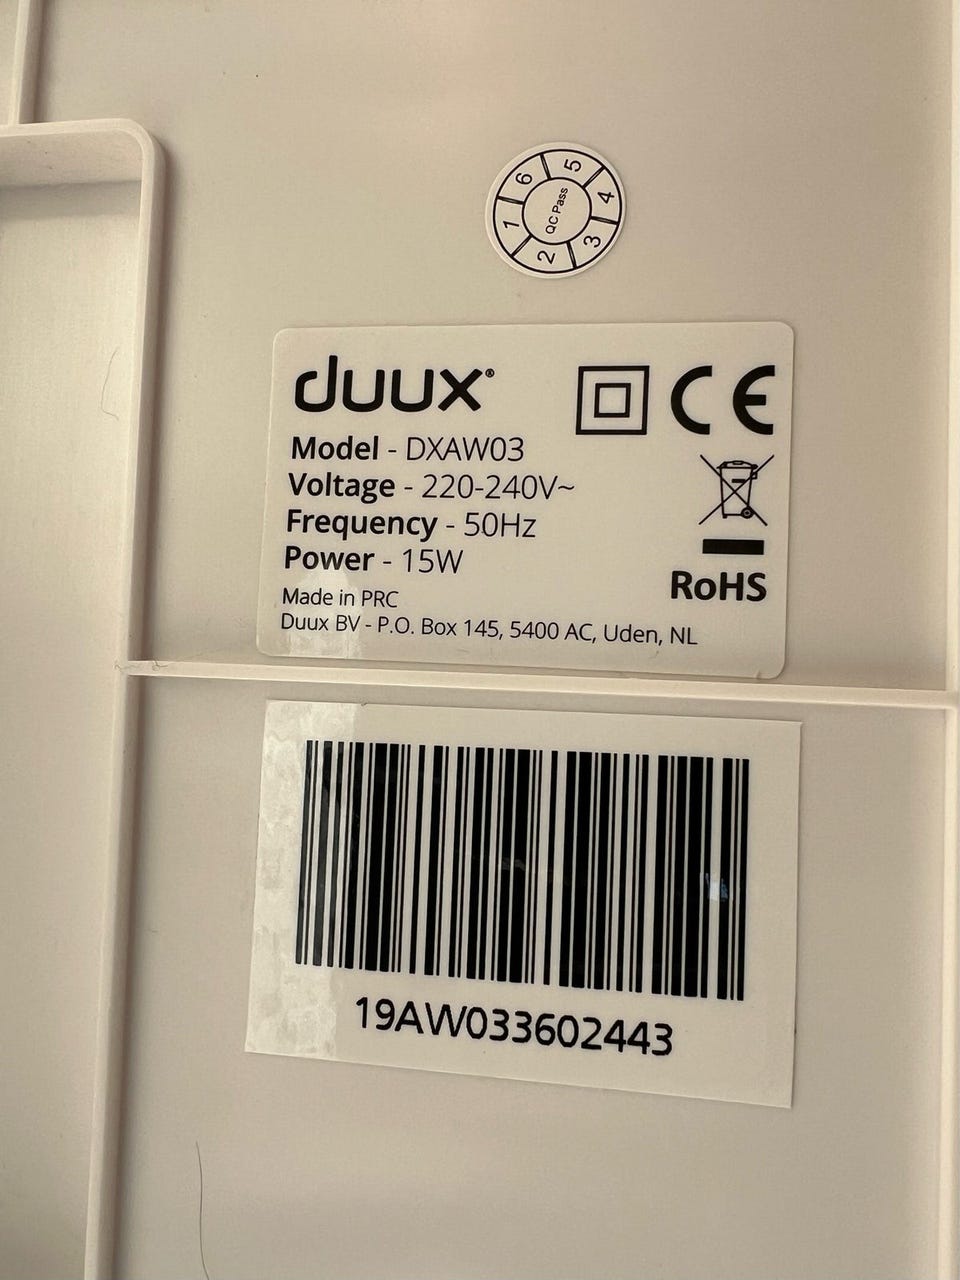 1 6 5 4 3 2
QC Pass
duux®
CE
Model - DXAW03
Voltage - 220-240V~
Frequency - 50Hz
Power - 15W
RoHS
Made in PRC
Duux BV - P.O. Box 145, 5400 AC, Uden, NL
19AW033602443